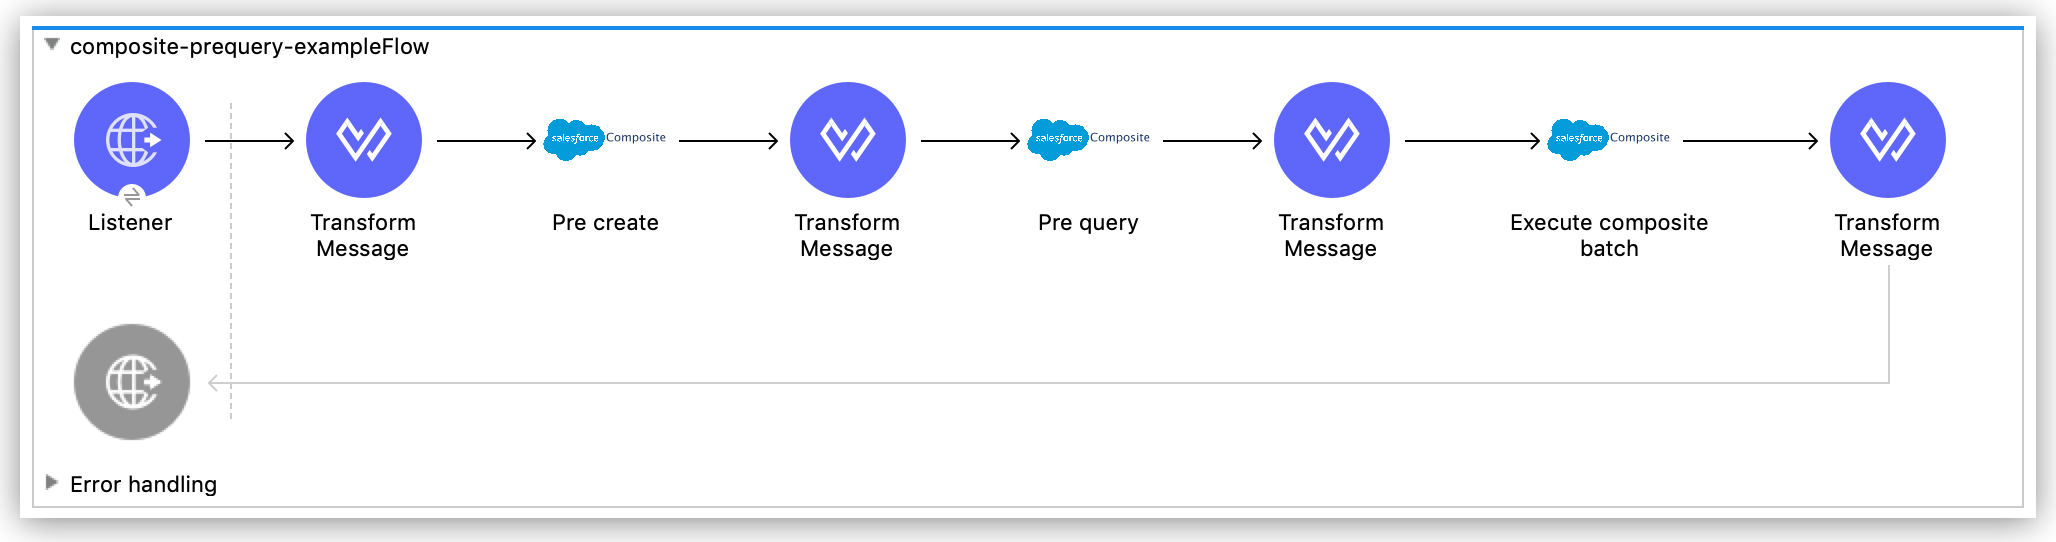 composite-prequery-exampleFlow
salesforce Composite
salesforce Composite
salesforce Composite
Listener
Transform
Message
Pre create
Transform
Message
Pre query
Transform
Message
Execute composite
batch
Transform
Message
Error handling